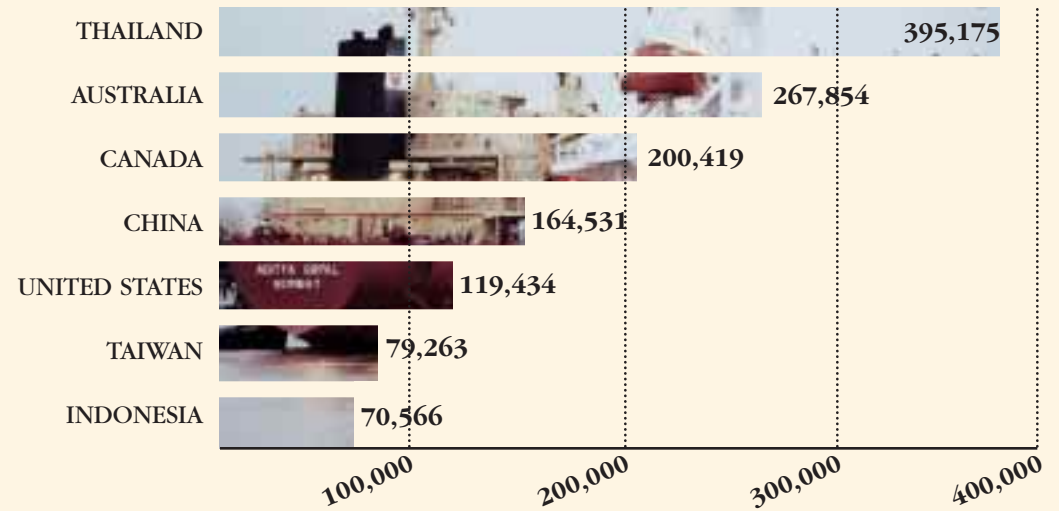 THAILAND 395,175
AUSTRALIA 267,854
CANADA 200,419
CHINA 164,531
UNITED STATES 119,434
TAIWAN 79,263
INDONESIA 70,566
100,000 200,000 300,000 400,000